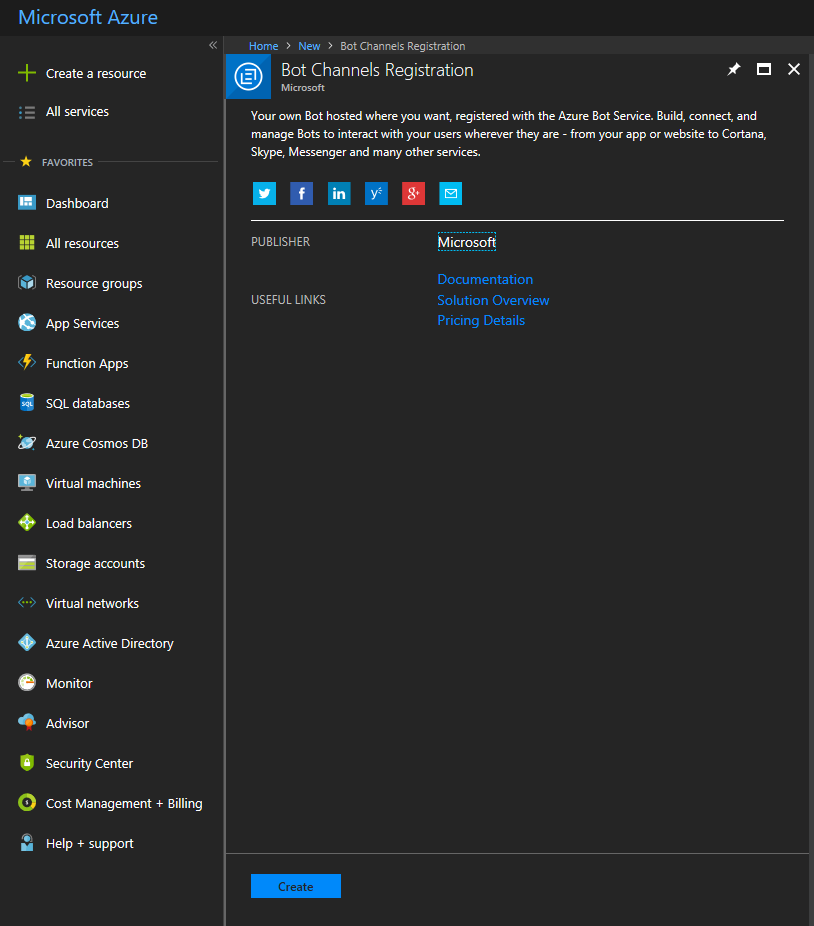 Microsoft Azure
Create a resource
All services
FAVORITES
Dashboard
All resources
Resource groups
App Services
Function Apps
SQL databases
Azure Cosmos DB
Virtual machines
Load balancers
Storage accounts
Virtual networks
Azure Active Directory
Monitor
Advisor
Security Center
Cost Management + Billing
Help + support
Home > New > Bot Channels Registration
Bot Channels Registration
Microsoft
Your own Bot hosted where you want, registered with the Azure Bot Service. Build, connect, and
manage Bots to interact with your users wherever they are - from your app or website to Cortana,
Skype, Messenger and many other services.
PUBLISHER Microsoft
USEFUL LINKS
Documentation
Solution Overview
Pricing Details
Create